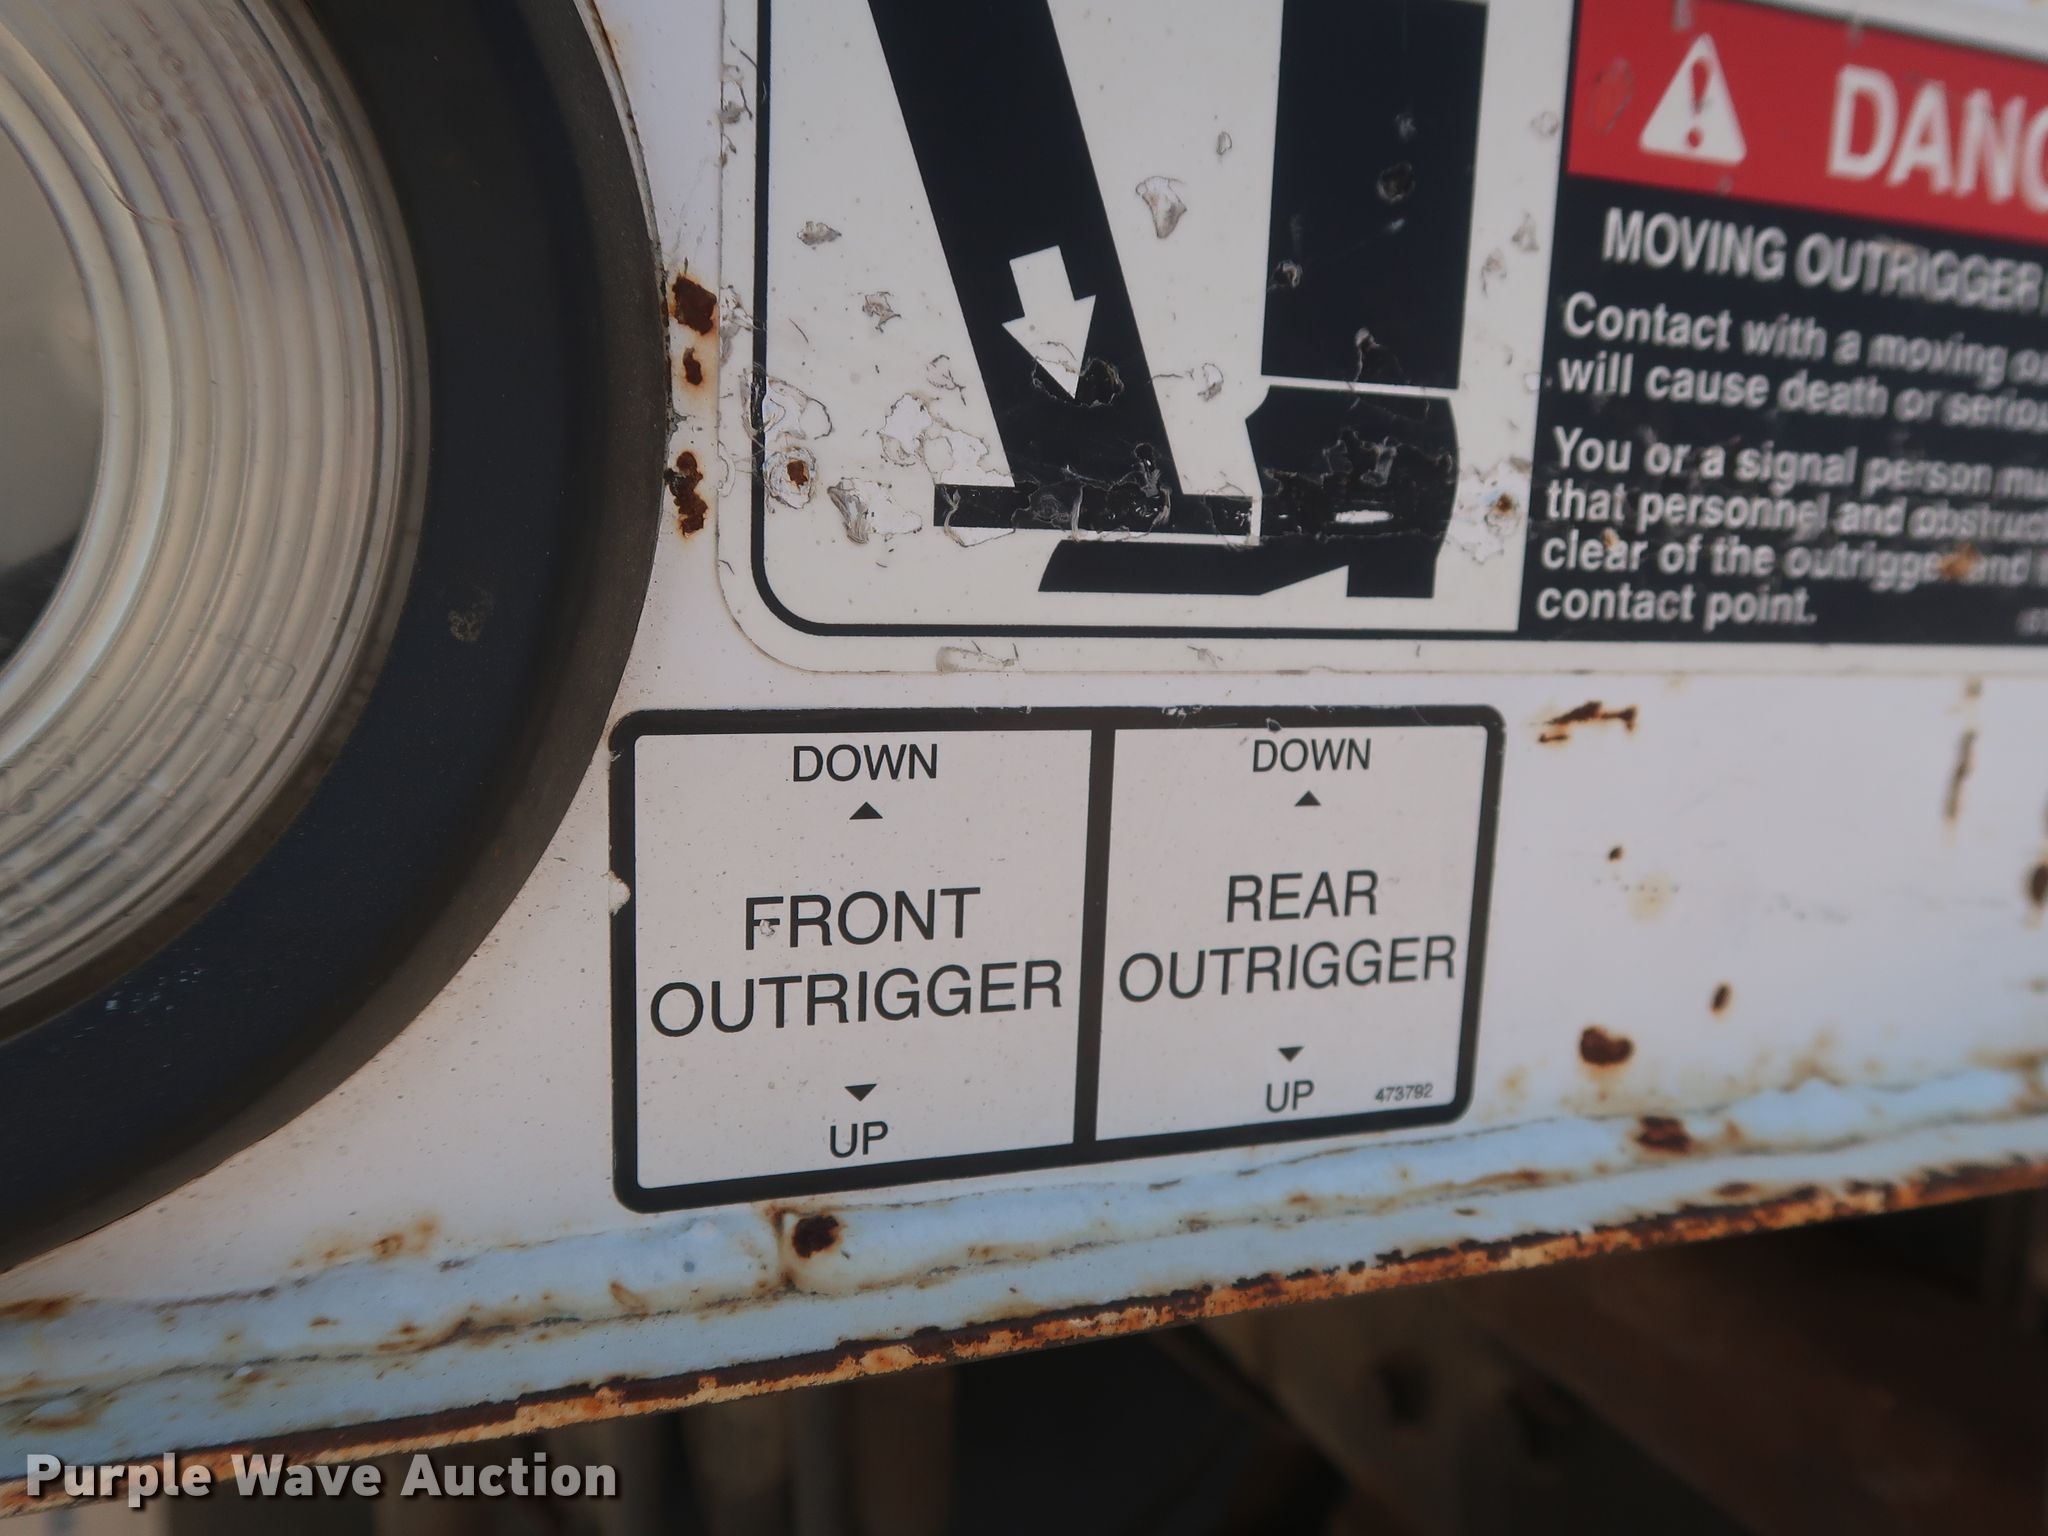 DANG
MOVING OUTRIGGER
Contact with a moving
will cause death or
You or a signal person
that personnel and
clear of the and
contact point.
DOWN
▲
FRONT
OUTRIGGER
▼
UP
DOWN
▲
REAR
OUTRIGGER
▼
UP
473792
Purple Wave Auction